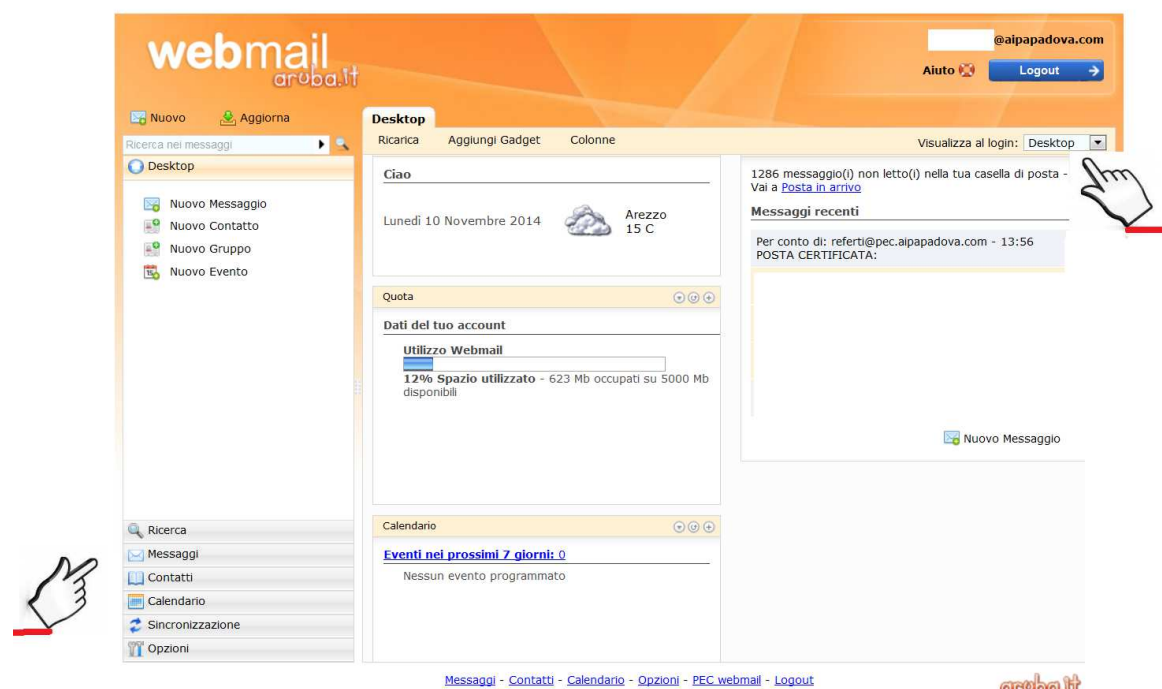 webmail
aruba.it
@aipapadova.com
Aiuto
Logout
Nuovo
Aggiorna
Desktop
Ricerca nei messaggi
Ricarica
Aggiungi Gadget
Colonne
Visualizza al login: Desktop
Desktop
Nuovo Messaggio
Nuovo Contatto
Nuovo Gruppo
Nuovo Evento
Ricerca
Messaggi
Contatti
Calendario
Sincronizzazione
Opzioni
Ciao
Lunedì 10 Novembre 2014
Arezzo
15 C
Quota
Dati del tuo account
Utilizzo Webmail
12% Spazio utilizzato - 623 Mb occupati su 5000 Mb
disponibili
Calendario
Eventi nei prossimi 7 giorni: 0
Nessun evento programmato
1286 messaggio(i) non letto(i) nella tua casella di posta -
Vai a Posta in arrivo
Messaggi recenti
Per conto di: referti@pec.aipapadova.com - 13:56
POSTA CERTIFICATA:
Nuovo Messaggio
Messaggi - Contatti - Calendario - Opzioni - PEC webmail - Logout
aruba.it